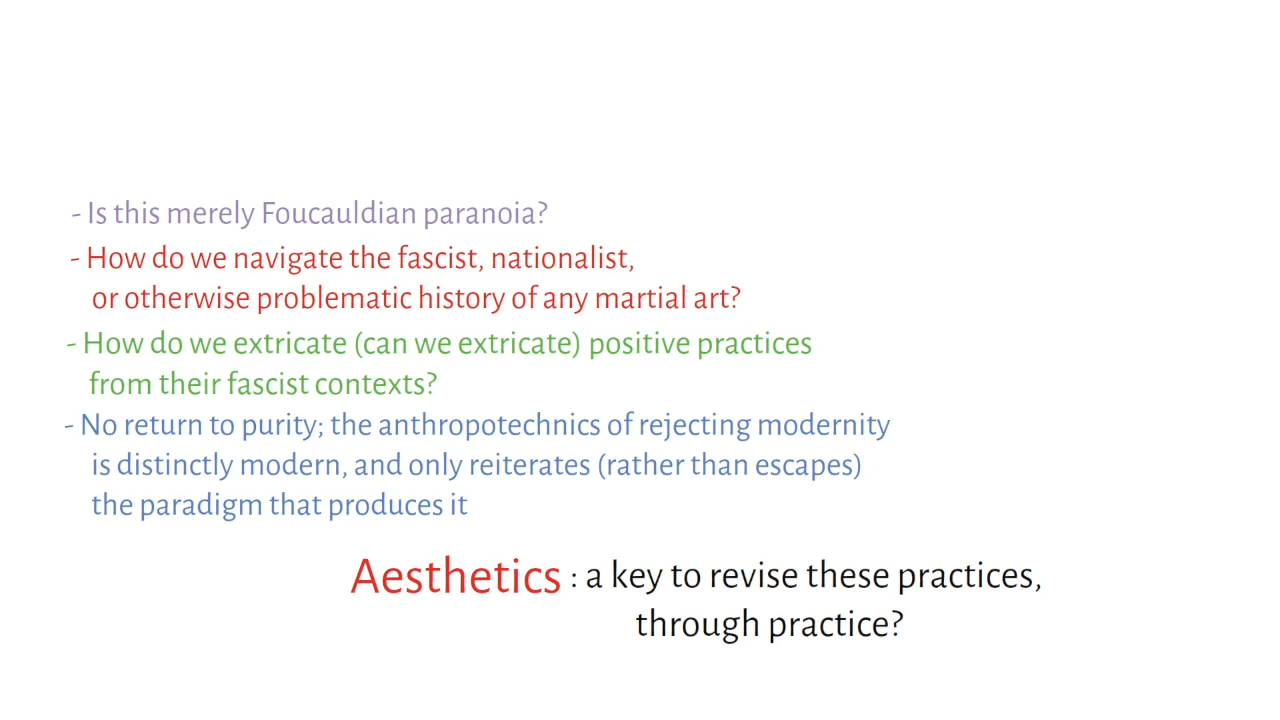 - Is this merely Foucauldian paranoia?
- How do we navigate the fascist, nationalist,
or otherwise problematic history of any martial art?
- How do we extricate (can we extricate) positive practices
from their fascist contexts?
- No return to purity; the anthropotechnics of rejecting modernity
is distinctly modern, and only reiterates (rather than escapes)
the paradigm that produces it
Aesthetics : a key to revise these practices,
through practice?